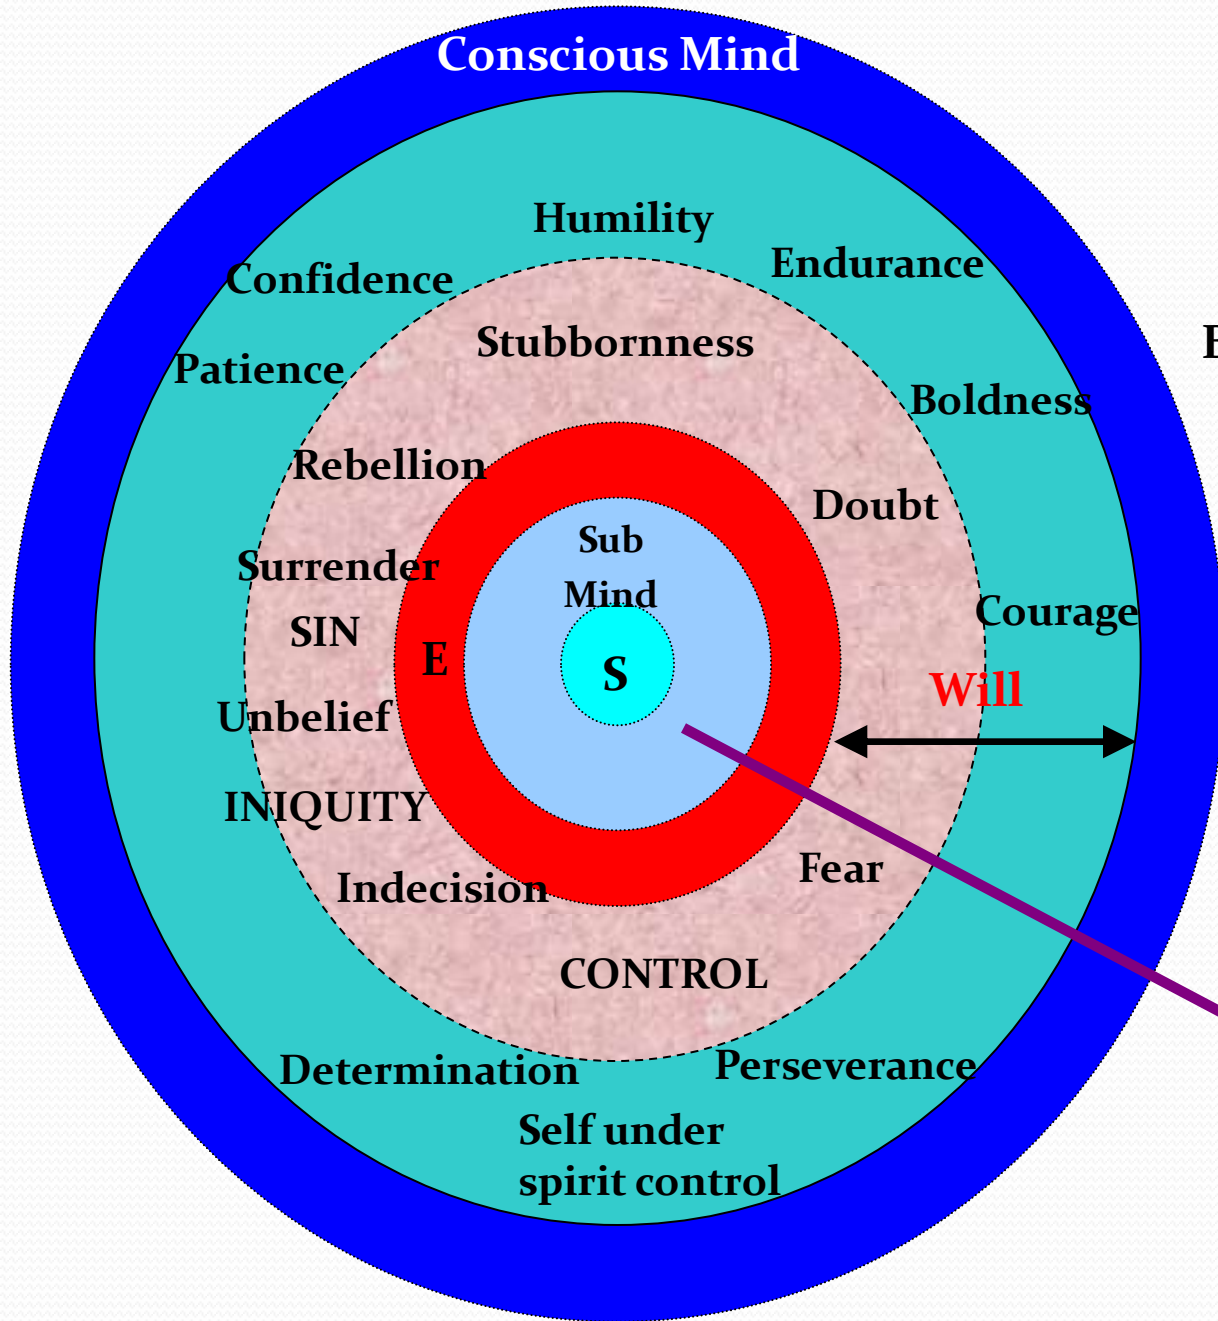 Conscious Mind
Humility
Endurance
Confidence
Stubbornness
Patience
Boldness
Rebellion
Doubt
Sub
Mind
Surrender
Courage
SIN
E
S
Will
Unbelief
INIQUITY
Fear
Indecision
CONTROL
Determination
Perseverance
Self under
spirit control